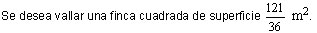 Se desea vallar una finca cuadrada de superficie 121/36 m².